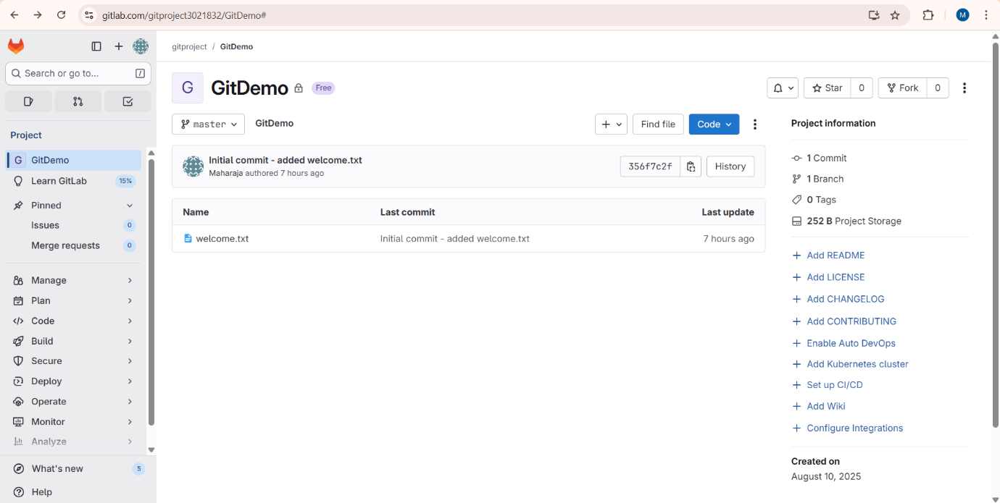 gitlab.com/gitproject3021832/GitDemo#
M
gitproject / GitDemo
Search or go to... /
Project
G GitDemo
Learn GitLab 15%
Pinned
Issues 0
Merge requests 0
Manage
Plan
Code
Build
Secure
Deploy
Operate
Monitor
Analyze
What's new 5
Help
G GitDemo Free
Star 0 Fork 0
master GitDemo Find file Code
Initial commit - added welcome.txt
Maharaja authored 7 hours ago
356f7c2f History
Name Last commit Last update
welcome.txt Initial commit - added welcome.txt 7 hours ago
Project information
1 Commit
1 Branch
0 Tags
252 B Project Storage
+ Add README
+ Add LICENSE
+ Add CHANGELOG
+ Add CONTRIBUTING
+ Enable Auto DevOps
+ Add Kubernetes cluster
+ Set up CI/CD
+ Add Wiki
+ Configure Integrations
Created on
August 10, 2025